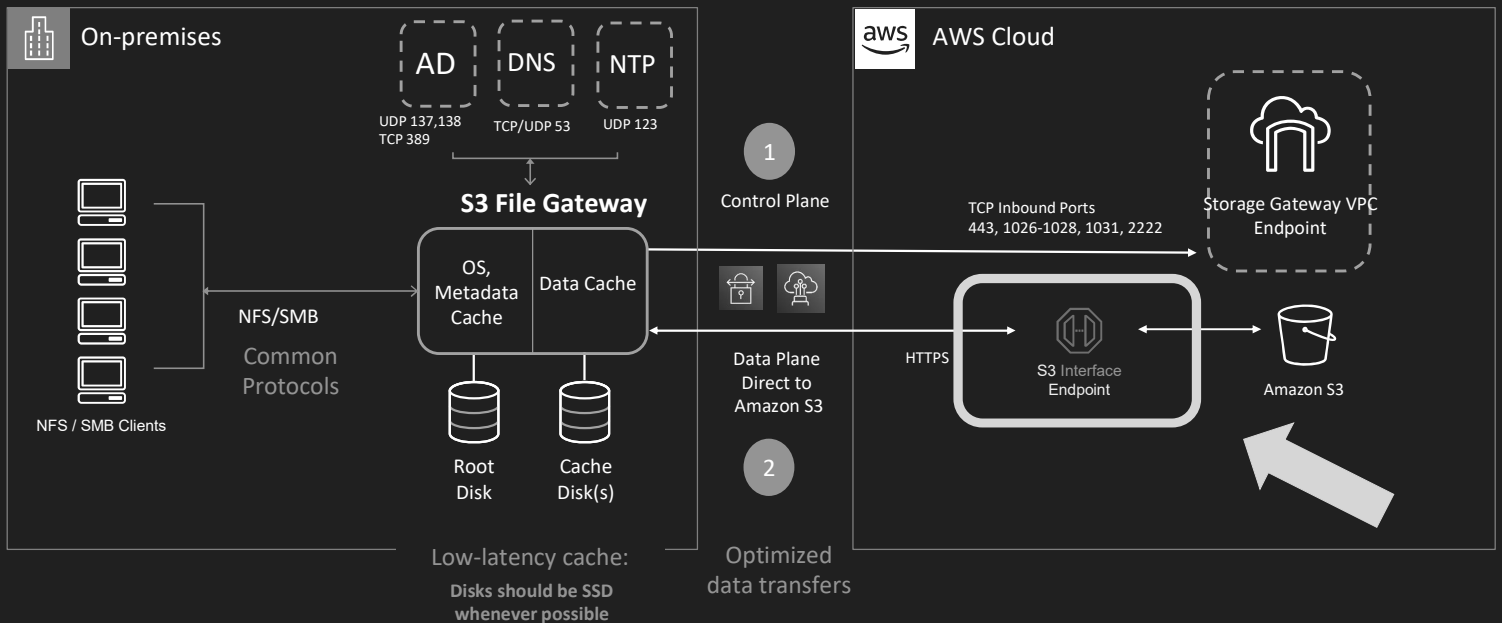 On-premises
AD
DNS
NTP
UDP 137,138
TCP 389
TCP/UDP 53
UDP 123
S3 File Gateway
OS,
Metadata
Cache
Data Cache
NFS/SMB
Common
Protocols
NFS / SMB Clients
Root
Disk
Cache
Disk(s)
Low-latency cache:
Disks should be SSD
whenever possible
1
Control Plane
Data Plane
Direct to
Amazon S3
2
Optimized
data transfers
aws
AWS Cloud
TCP Inbound Ports
443, 1026-1028, 1031, 2222
Storage Gateway VPC
Endpoint
HTTPS
S3 Interface
Endpoint
Amazon S3